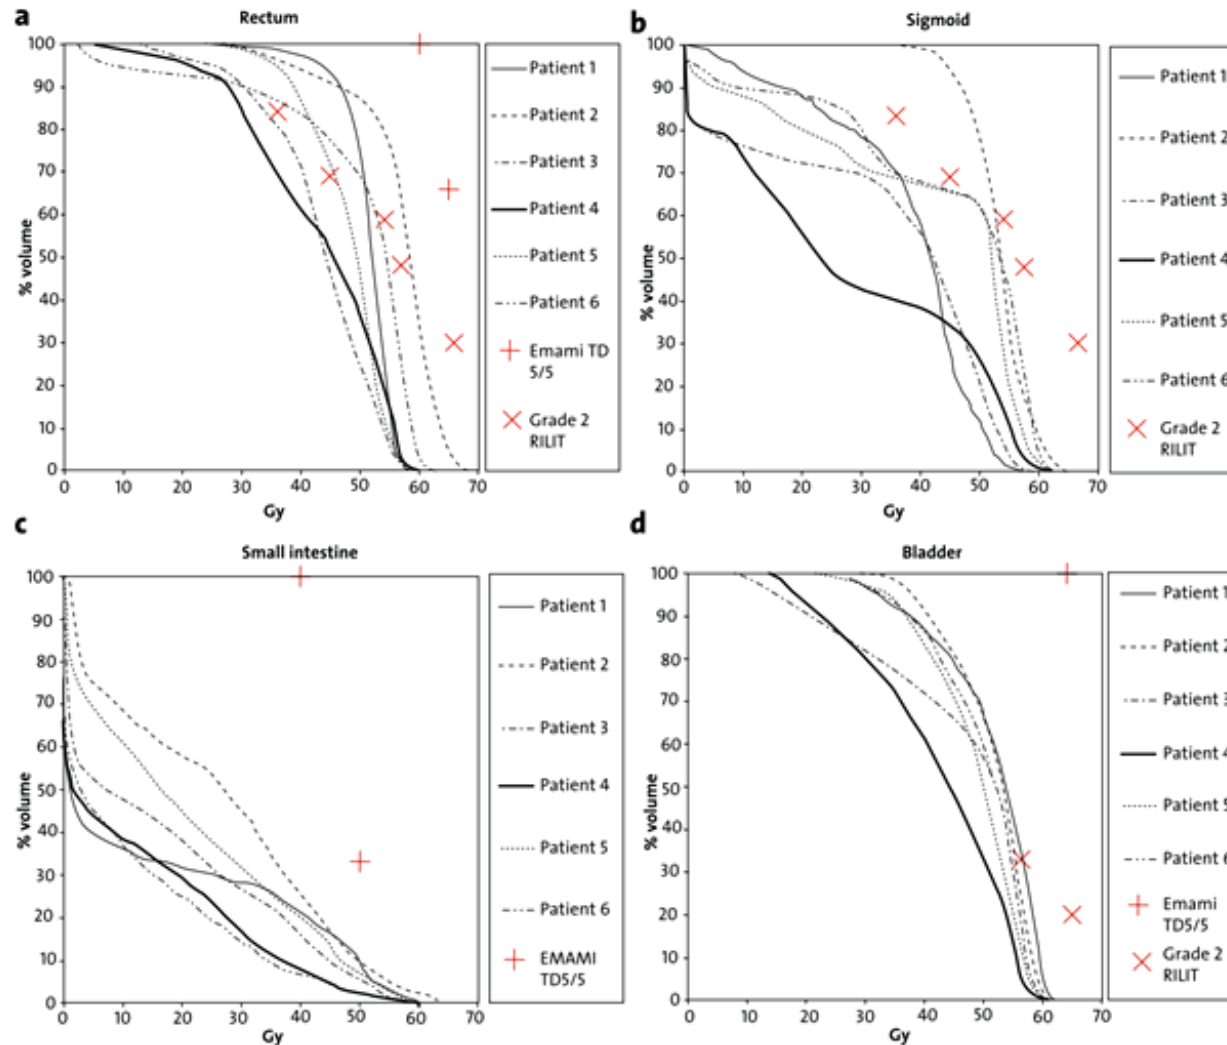 a
Rectum
100
90
80
70
60
50
40
30
20
10
0
% volume
0 10 20 30 40 50 60 70
Gy
Patient 1
Patient 2
Patient 3
Patient 4
Patient 5
Patient 6
Emami TD
5/5
Grade 2
RILIT
b
Sigmoid
100
90
80
70
60
50
40
30
20
10
0
% volume
0 10 20 30 40 50 60 70
Gy
Patient 1
Patient 2
Patient 3
Patient 4
Patient 5
Patient 6
Grade 2
RILIT
c
Small intestine
100
90
80
70
60
50
40
30
20
10
0
% volume
0 10 20 30 40 50 60 70
Gy
Patient 1
Patient 2
Patient 3
Patient 4
Patient 5
Patient 6
EMAMI
TD5/5
d
Bladder
100
90
80
70
60
50
40
30
20
10
0
% volume
0 10 20 30 40 50 60 70
Gy
Patient 1
Patient 2
Patient 3
Patient 4
Patient 5
Patient 6
Emami
TD5/5
Grade 2
RILIT